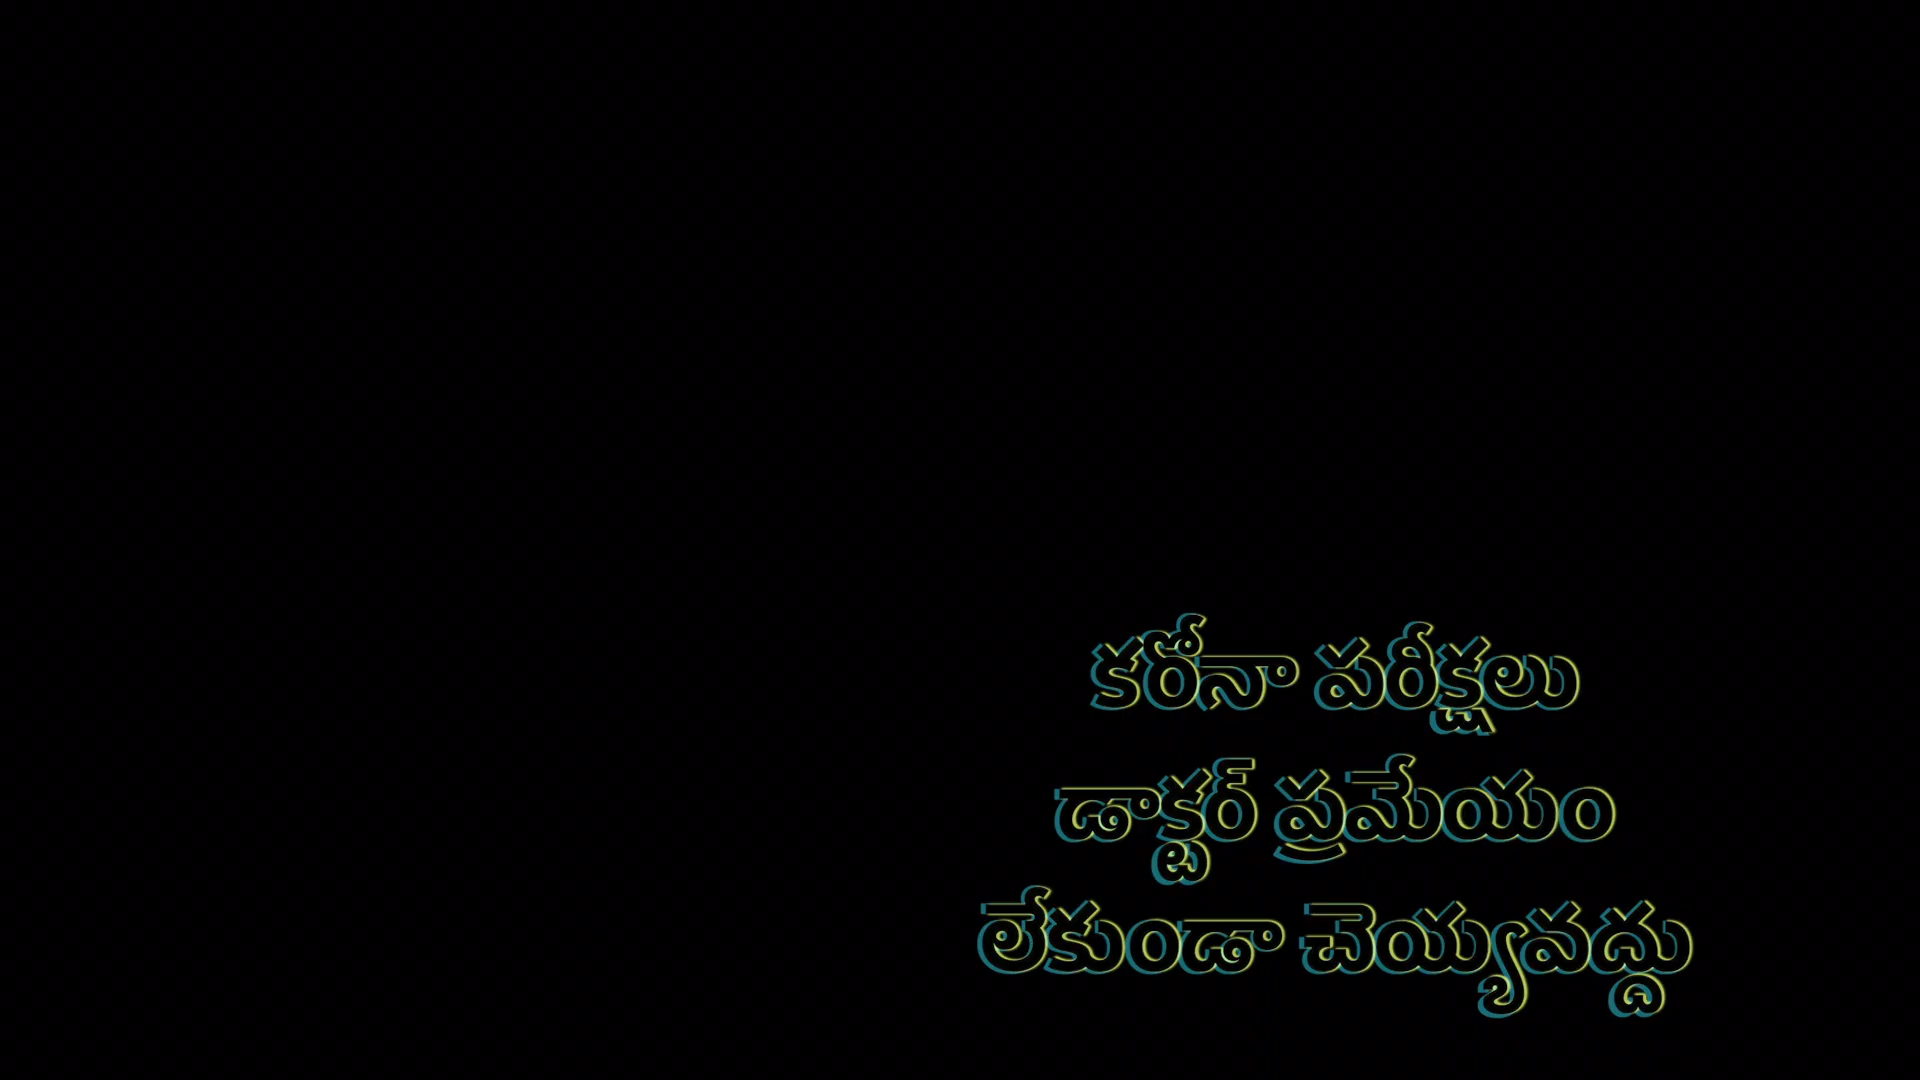 కరోనా పరీక్షలు
డాక్టర్ ప్రమేయం
లేకుండా చెయ్యవద్దు